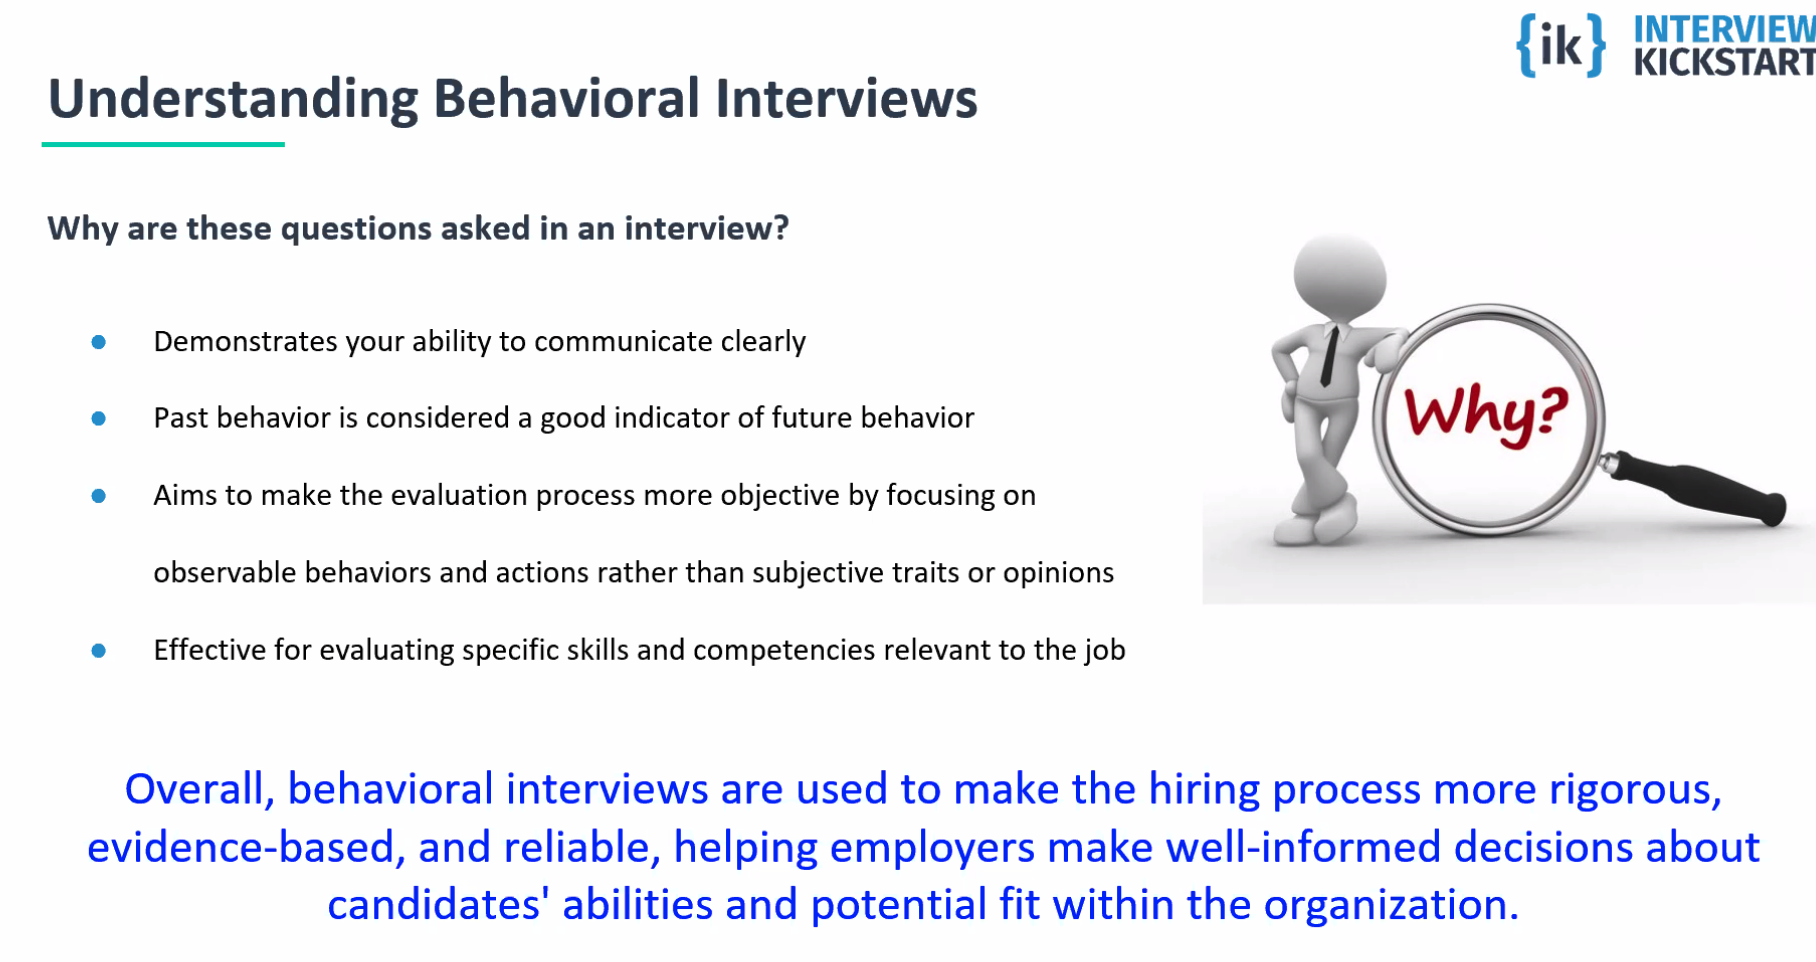 {ik} INTERVIEW
KICKSTART
Understanding Behavioral Interviews
Why are these questions asked in an interview?
● Demonstrates your ability to communicate clearly
● Past behavior is considered a good indicator of future behavior
● Aims to make the evaluation process more objective by focusing on
observable behaviors and actions rather than subjective traits or opinions
● Effective for evaluating specific skills and competencies relevant to the job
Why?
Overall, behavioral interviews are used to make the hiring process more rigorous,
evidence-based, and reliable, helping employers make well-informed decisions about
candidates' abilities and potential fit within the organization.